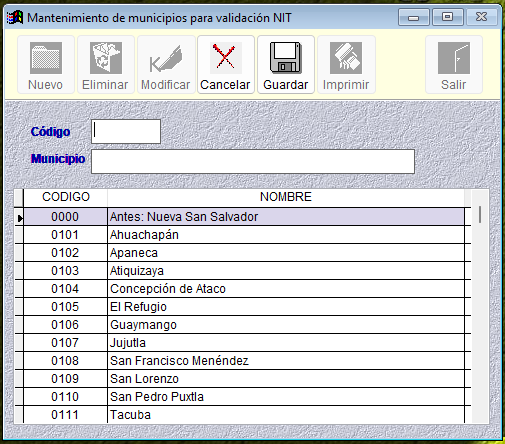 Mantenimiento de municipios para validación NIT
Nuevo Eliminar Modificar Cancelar Guardar Imprimir Salir
Código
Municipio
CODIGO NOMBRE
0000 Antes: Nueva San Salvador
0101 Ahuachapán
0102 Apaneca
0103 Atiquizaya
0104 Concepción de Ataco
0105 El Refugio
0106 Guaymango
0107 Jujutla
0108 San Francisco Menéndez
0109 San Lorenzo
0110 San Pedro Puxtla
0111 Tacuba